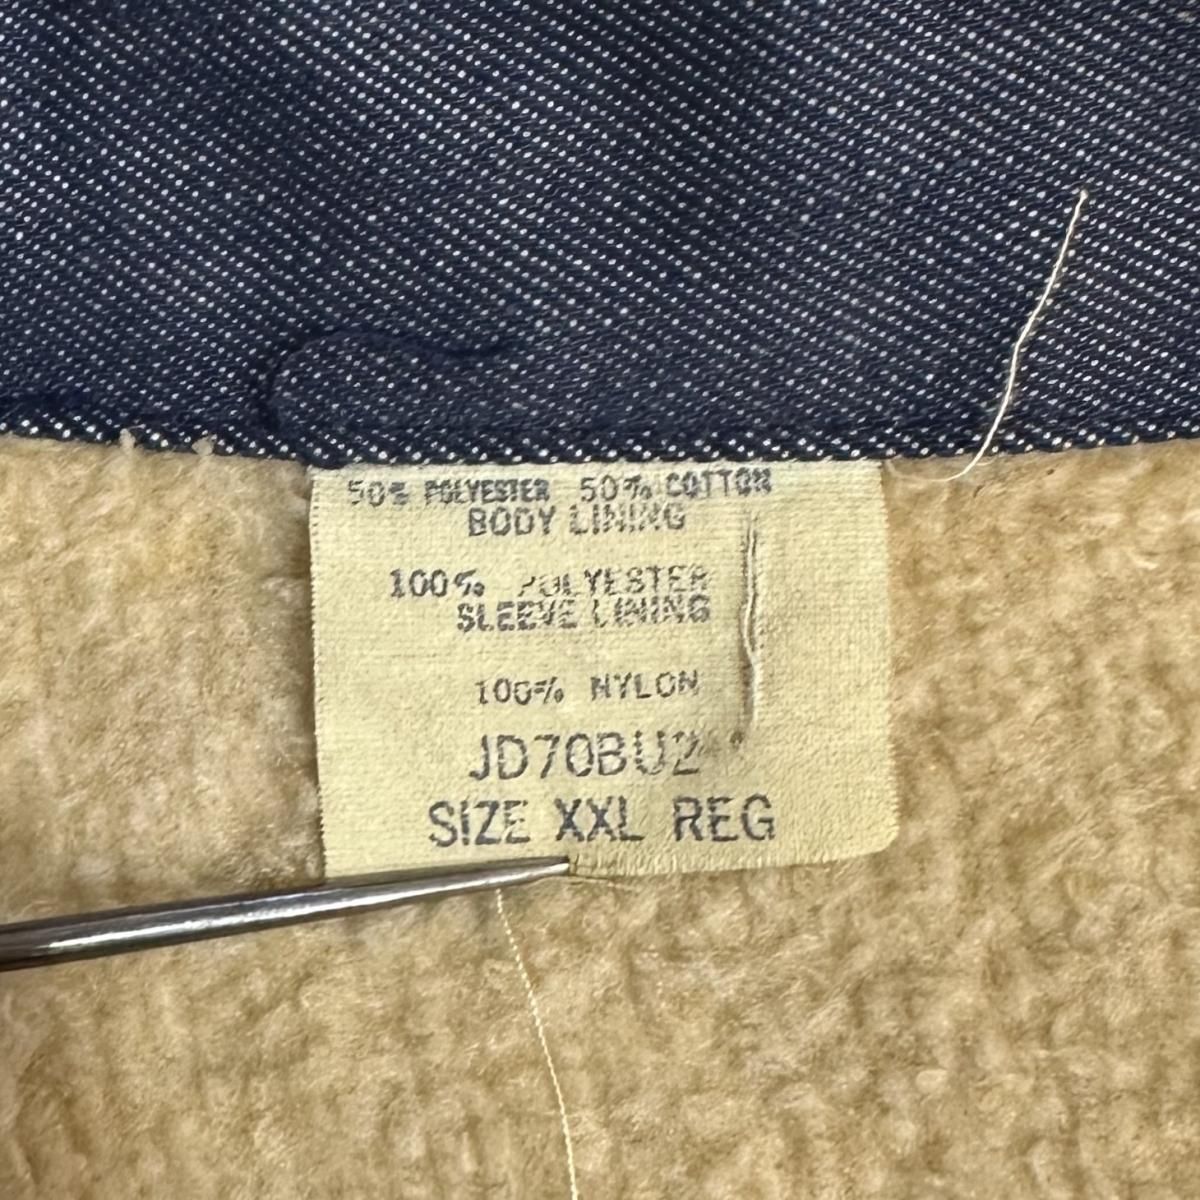 50% POLYESTER 50% COTTON
BODY LINING
100% POLYESTER
SLEEVE LINING
100% NYLON
JD70BU2
SIZE XXL REG